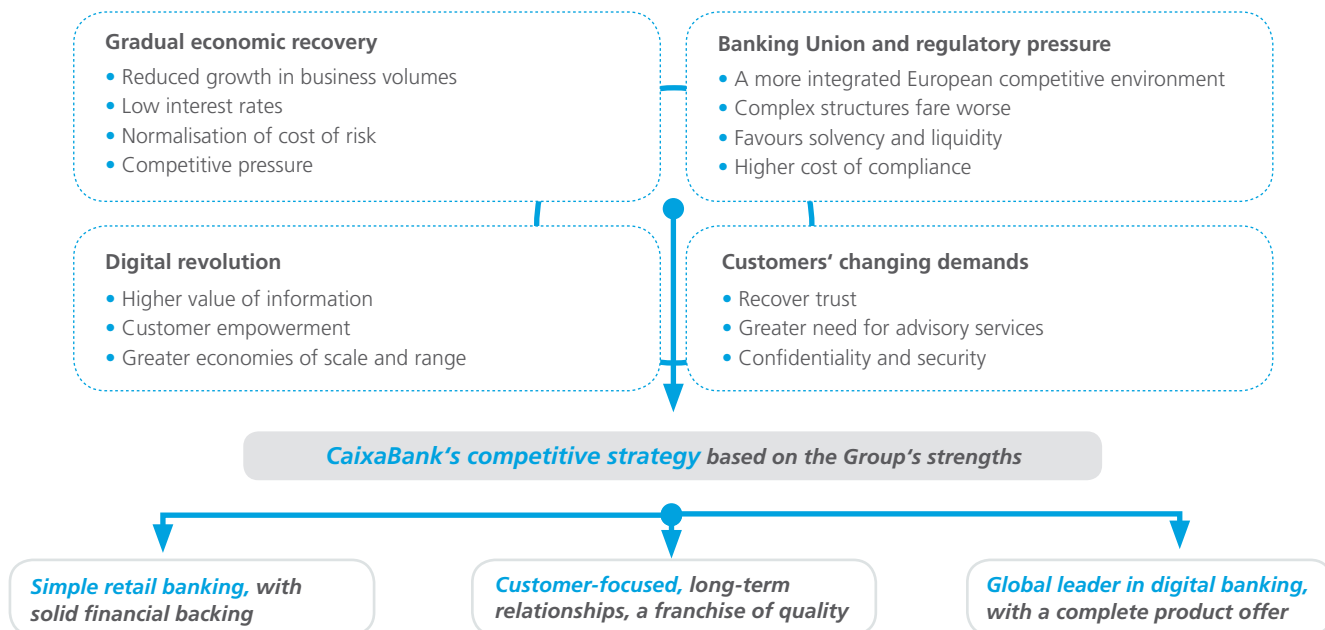 Gradual economic recovery
• Reduced growth in business volumes
• Low interest rates
• Normalisation of cost of risk
• Competitive pressure
Banking Union and regulatory pressure
• A more integrated European competitive environment
• Complex structures fare worse
• Favours solvency and liquidity
• Higher cost of compliance
Digital revolution
• Higher value of information
• Customer empowerment
• Greater economies of scale and range
Customers‘ changing demands
• Recover trust
• Greater need for advisory services
• Confidentiality and security
CaixaBank‘s competitive strategy based on the Group‘s strengths
Simple retail banking, with
solid financial backing
Customer-focused, long-term
relationships, a franchise of quality
Global leader in digital banking,
with a complete product offer